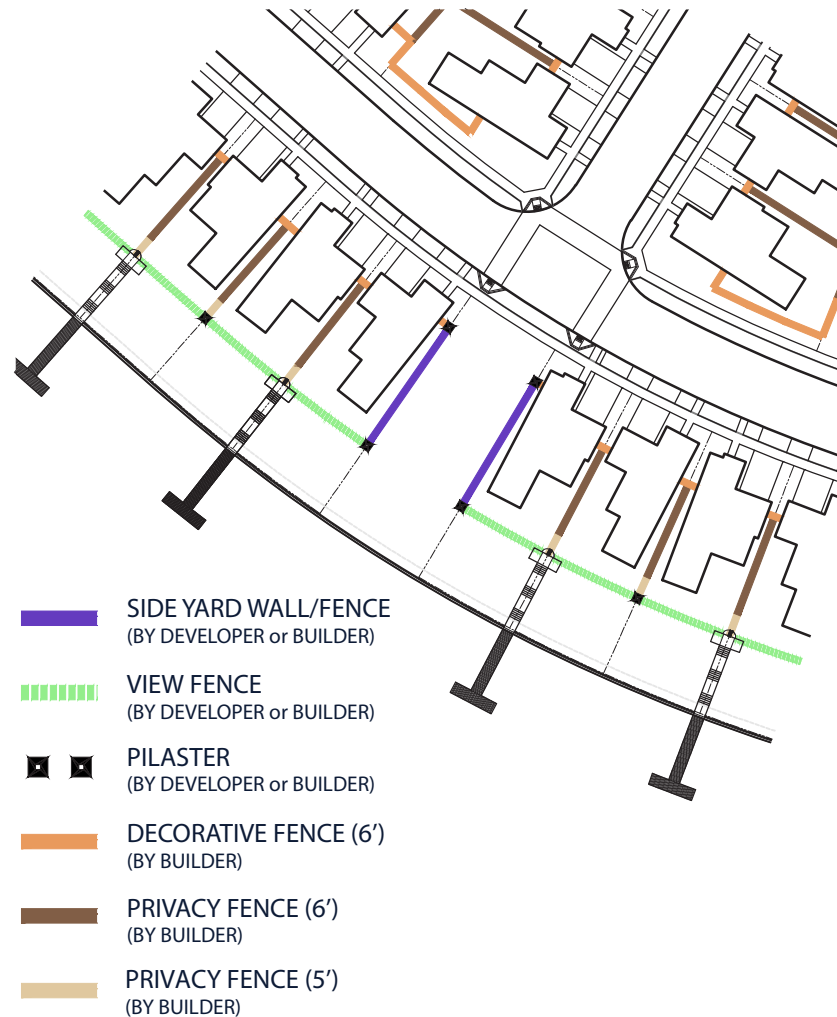 SIDE YARD WALL/FENCE
(BY DEVELOPER or BUILDER)
VIEW FENCE
(BY DEVELOPER or BUILDER)
PILASTER
(BY DEVELOPER or BUILDER)
DECORATIVE FENCE (6’)
(BY BUILDER)
PRIVACY FENCE (6’)
(BY BUILDER)
PRIVACY FENCE (5’)
(BY BUILDER)